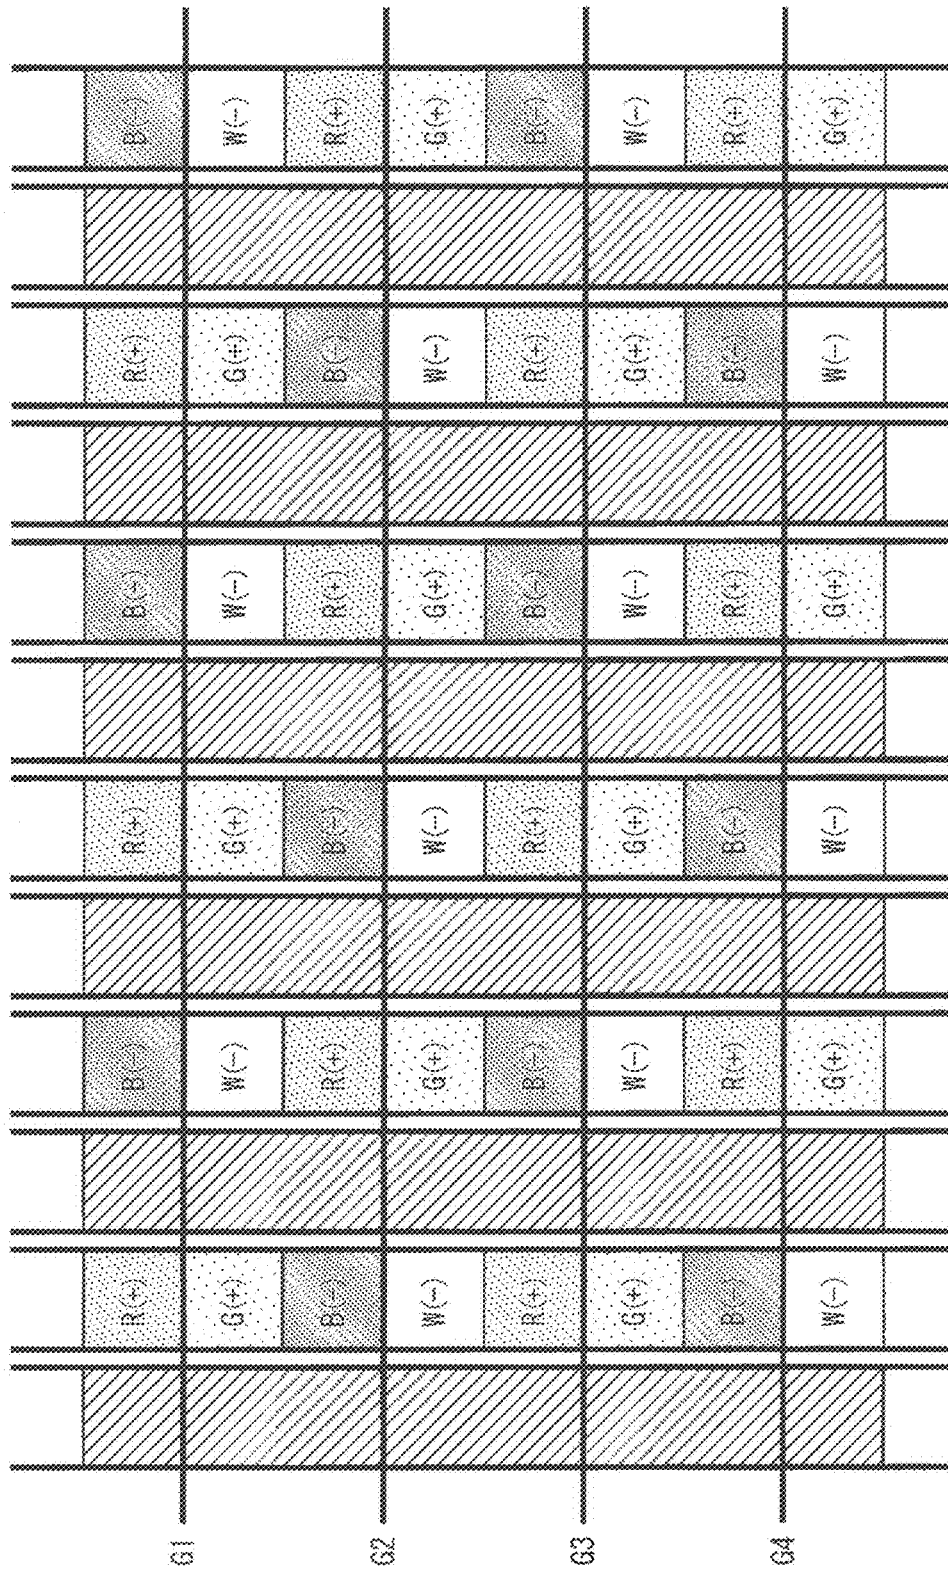 R(+) B(-) R(+) B(-) R(+) B(-)
G1
G(+) W(-) G(+) W(-) G(+) W(-)
B(-) R(+) B(-) R(+) B(-) R(+)
G2
W(-) G(+) W(-) G(+) W(-) G(+)
R(+) B(-) R(+) B(-) R(+) B(-)
G3
G(+) W(-) G(+) W(-) G(+) W(-)
B(-) R(+) B(-) R(+) B(-) R(+)
G4
W(-) G(+) W(-) G(+) W(-) G(+)